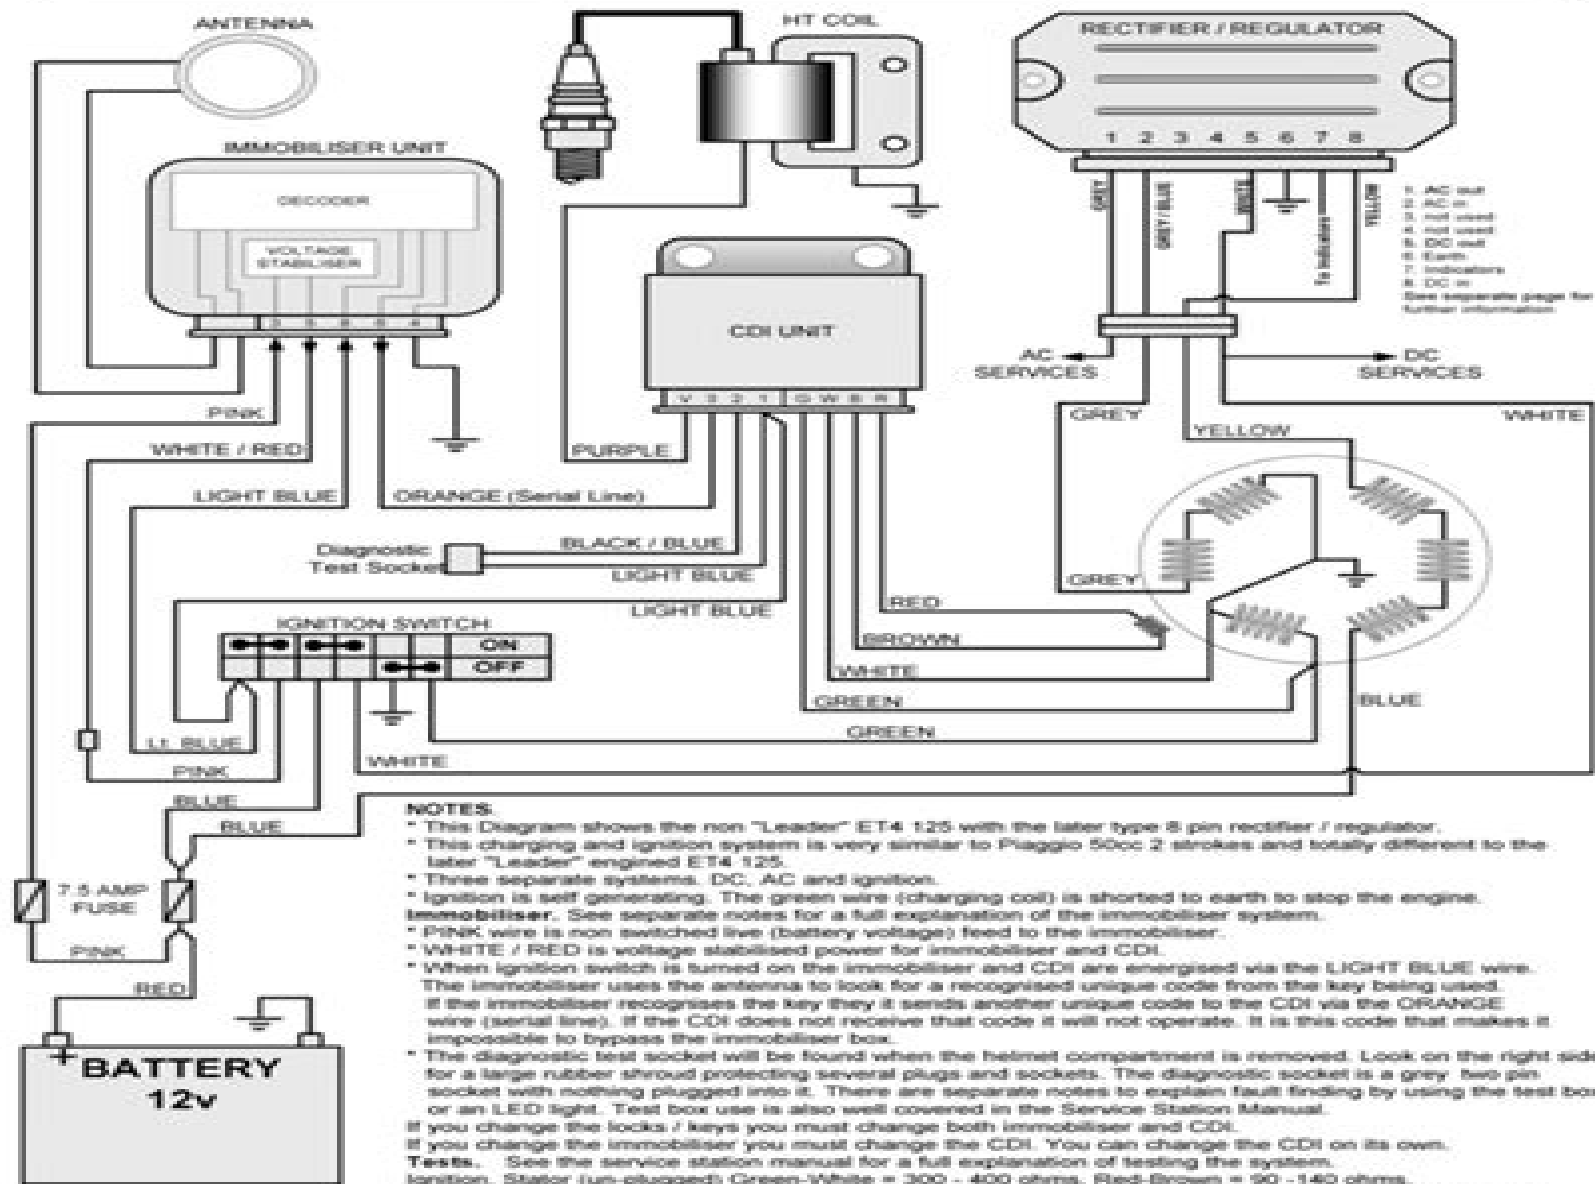 ANTENNA
HT COIL
RECTIFIER / REGULATOR
1 2 3 4 5 6 7 8
IMMOBILISER UNIT
DECODER
VOLTAGE
STABILISER
GREY
GREY / BLUE
WHITE
To Indicators
YELLOW
1. AC out
2. AC in
3. not used
4. not used
5. DC out
6. Earth
7. Indicators
8. DC in
See separate page for
further information
CDI UNIT
V 3 2 1 G W B R
AC
SERVICES
DC
SERVICES
PINK
WHITE / RED
LIGHT BLUE
ORANGE (Serial Line)
PURPLE
GREY
YELLOW
WHITE
Diagnostic
Test Socket
BLACK / BLUE
LIGHT BLUE
LIGHT BLUE
GREY
RED
BROWN
WHITE
GREEN
GREEN
BLUE
IGNITION SWITCH
ON
OFF
Lt. BLUE
PINK
WHITE
BLUE
BLUE
7.5 AMP
FUSE
PINK
RED
+
BATTERY
12v
NOTES.
* This Diagram shows the non "Leader" ET4 125 with the later type 8 pin rectifier / regulator.
* This charging and ignition system is very similar to Piaggio 50cc 2 strokes and totally different to the
later "Leader" engined ET4 125.
* Three separate systems. DC, AC and ignition.
* Ignition is self generating. The green wire (charging coil) is shorted to earth to stop the engine.
Immobiliser. See separate notes for a full explanation of the immobiliser system.
* PINK wire is non switched live (battery voltage) feed to the immobiliser.
* WHITE / RED is voltage stabilised power for immobiliser and CDI.
* When ignition switch is turned on the immobiliser and CDI are energised via the LIGHT BLUE wire.
The immobiliser uses the antenna to look for a recognised unique code from the key being used.
If the immobiliser recognises the key they it sends another unique code to the CDI via the ORANGE
wire (serial line). If the CDI does not receive that code it will not operate. It is this code that makes it
impossible to bypass the immobiliser box.
* The diagnostic test socket will be found when the helmet compartment is removed. Look on the right side
for a large rubber shroud protecting several plugs and sockets. The diagnostic socket is a grey two pin
socket with nothing plugged into it. There are separate notes to explain fault finding by using the test box
or an LED light. Test box use is also well covered in the Service Station Manual.
If you change the locks / keys you must change both immobiliser and CDI.
If you change the immobiliser you must change the CDI. You can change the CDI on its own.
Tests. See the service station manual for a full explanation of testing the system.
Ignition. Stator (un-plugged) Green-White = 300 - 400 ohms. Red-Brown = 90 -140 ohms.